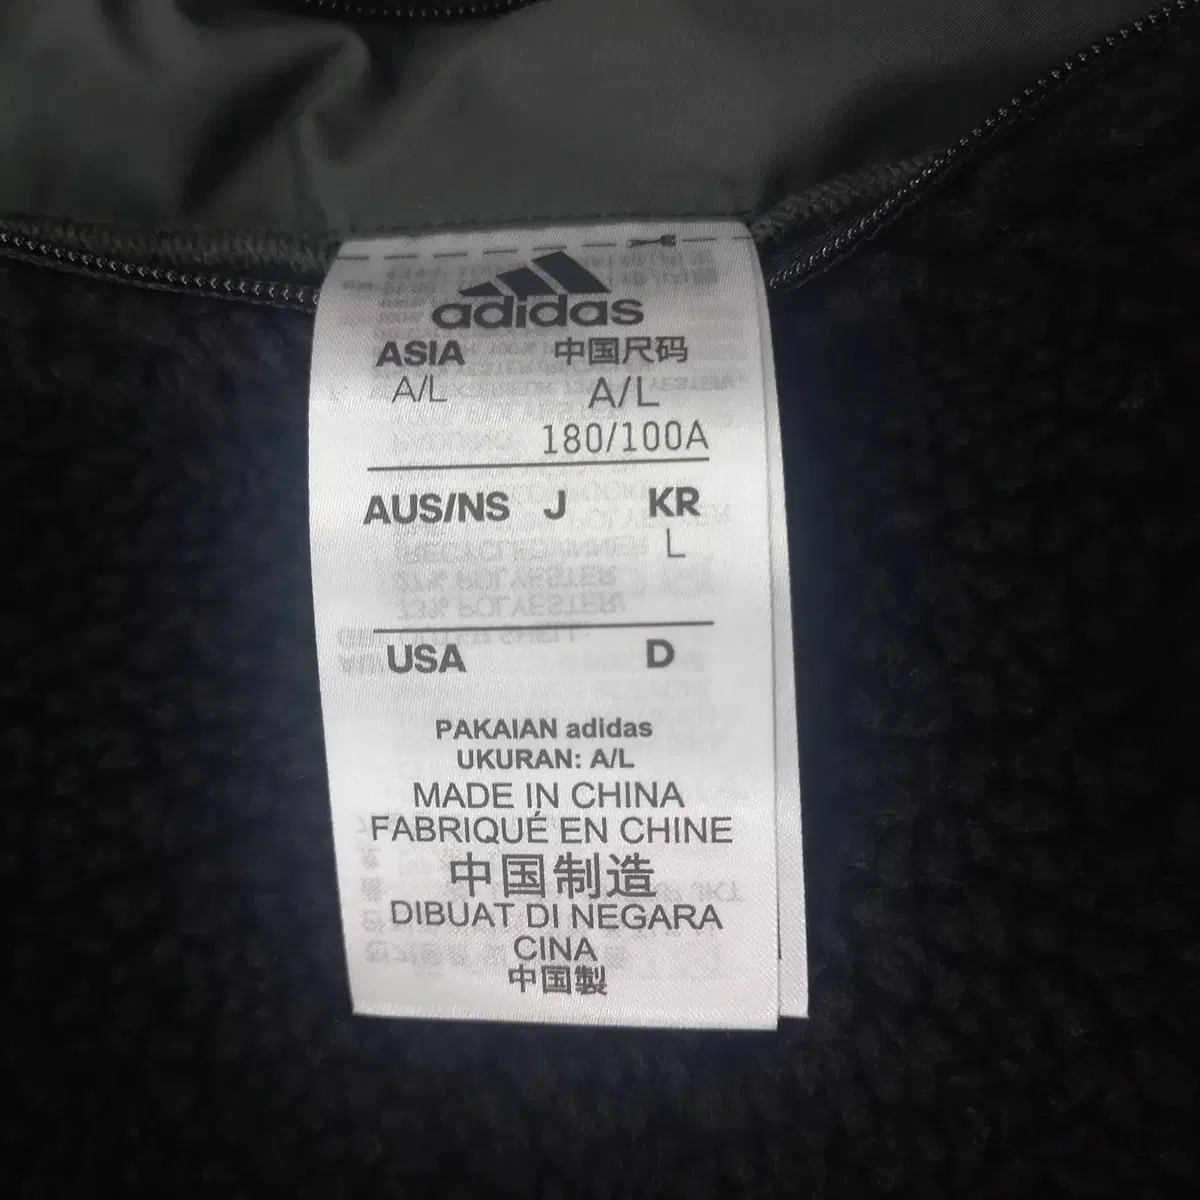 adidas
ASIA 中国尺码
A/L A/L
180/100A
AUS/NS J KR
L
USA D
PAKAIAN adidas
UKURAN: A/L
MADE IN CHINA
FABRIQUÉ EN CHINE
中国制造
DIBUAT DI NEGARA
CINA
中国製